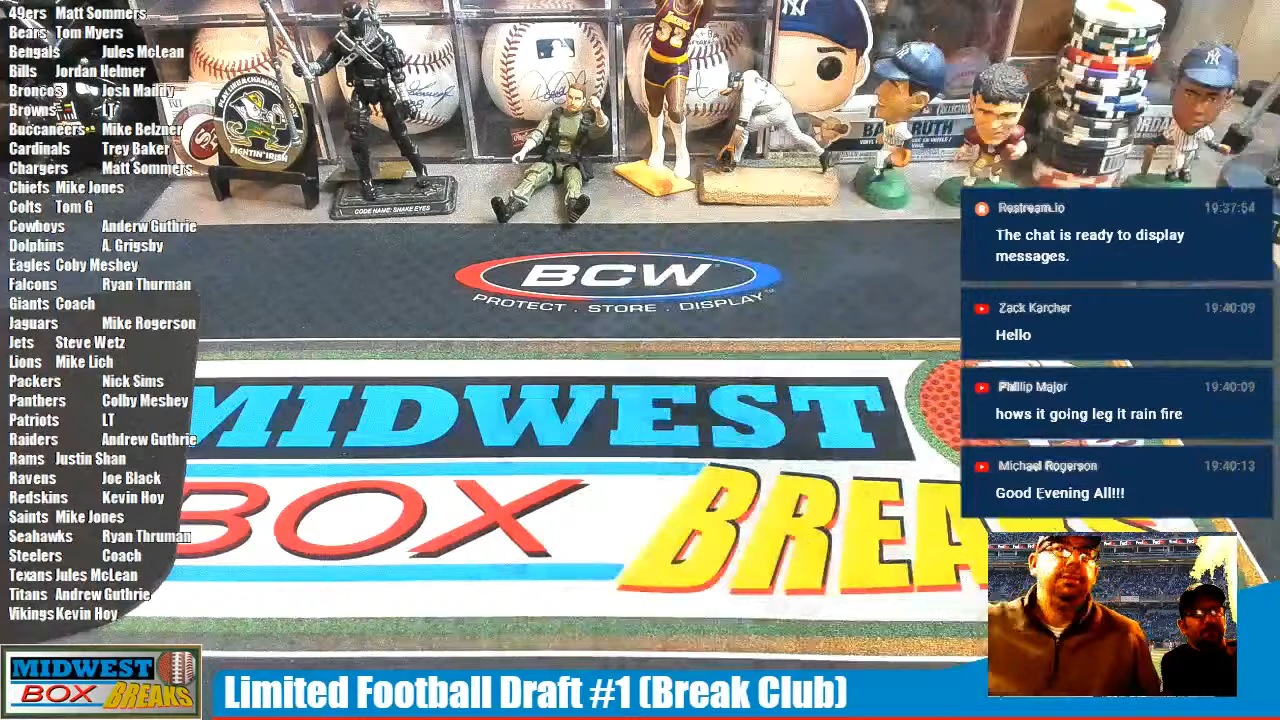 49ers Matt Sommers
Bears Tom Myers
Bengals Jules McLean
Bills Jordan Helmer
Broncos Josh Maddy
Browns LT
Buccaneers Mike Belzner
Cardinals Trey Baker
Chargers Matt Sommers
Chiefs Mike Jones
Colts Tom G
Cowboys Anderw Guthrie
Dolphins A. Grigsby
Eagles Coby Meshey
Falcons Ryan Thurman
Giants Coach
Jaguars Mike Rogerson
Jets Steve Wetz
Lions Mike Lich
Packers Nick Sims
Panthers Colby Meshey
Patriots LT
Raiders Andrew Guthrie
Rams Justin Shan
Ravens Joe Black
Redskins Kevin Hoy
Saints Mike Jones
Seahawks Ryan Thruman
Steelers Coach
Texans Jules McLean
Titans Andrew Guthrie
Vikings Kevin Hoy
FIGHTIN' IRISH
CODE NAME: SNAKE EYES
LAKERS
32
RUTH
BCW
PROTECT . STORE . DISPLAY
MIDWEST
BOX BREA
Restream.io 19:37:54
The chat is ready to display
messages.
Zack Karcher 19:40:09
Hello
Phillip Major 19:40:09
hows it going leg it rain fire
Michael Rogerson 19:40:13
Good Evening All!!!
MIDWEST
BOX BREAKS
Limited Football Draft #1 (Break Club)